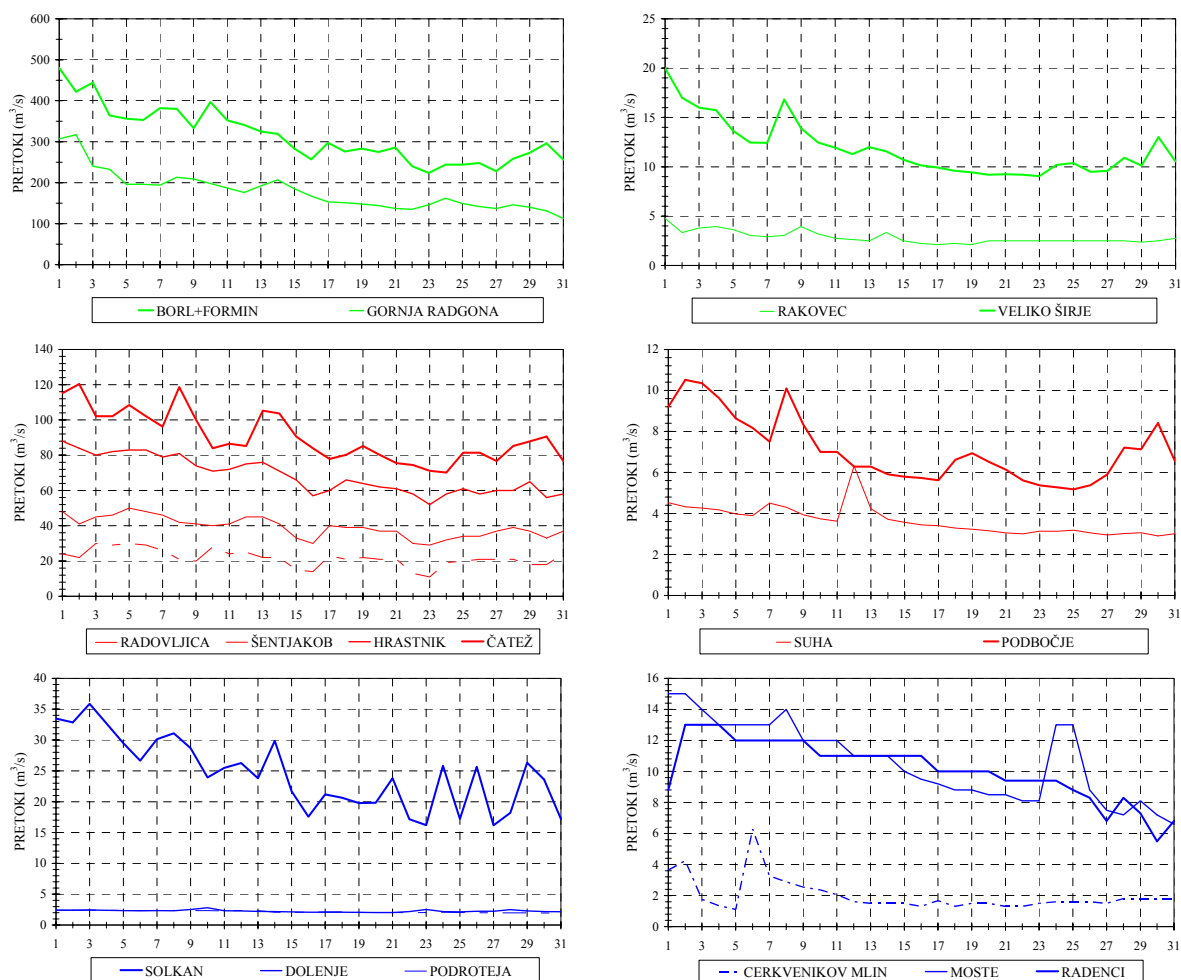 PRETOKI (m³/s)
600
500
400
300
200
100
0
1 3 5 7 9 11 13 15 17 19 21 23 25 27 29 31
BORL+FORMIN GORNJA RADGONA
PRETOKI (m³/s)
25
20
15
10
5
0
1 3 5 7 9 11 13 15 17 19 21 23 25 27 29 31
RAKOVEC VELIKO ŠIRJE
PRETOKI (m³/s)
140
120
100
80
60
40
20
0
1 3 5 7 9 11 13 15 17 19 21 23 25 27 29 31
RADOVLJICA ŠENTJAKOB HRASTNIK ČATEŽ
PRETOKI (m³/s)
12
10
8
6
4
2
0
1 3 5 7 9 11 13 15 17 19 21 23 25 27 29 31
SUHA PODBOČJE
PRETOKI (m³/s)
40
35
30
25
20
15
10
5
0
1 3 5 7 9 11 13 15 17 19 21 23 25 27 29 31
SOLKAN DOLENJE PODROTEJA
PRETOKI (m³/s)
16
14
12
10
8
6
4
2
0
1 3 5 7 9 11 13 15 17 19 21 23 25 27 29 31
CERKVENIKOV MLIN MOSTE RADENCI